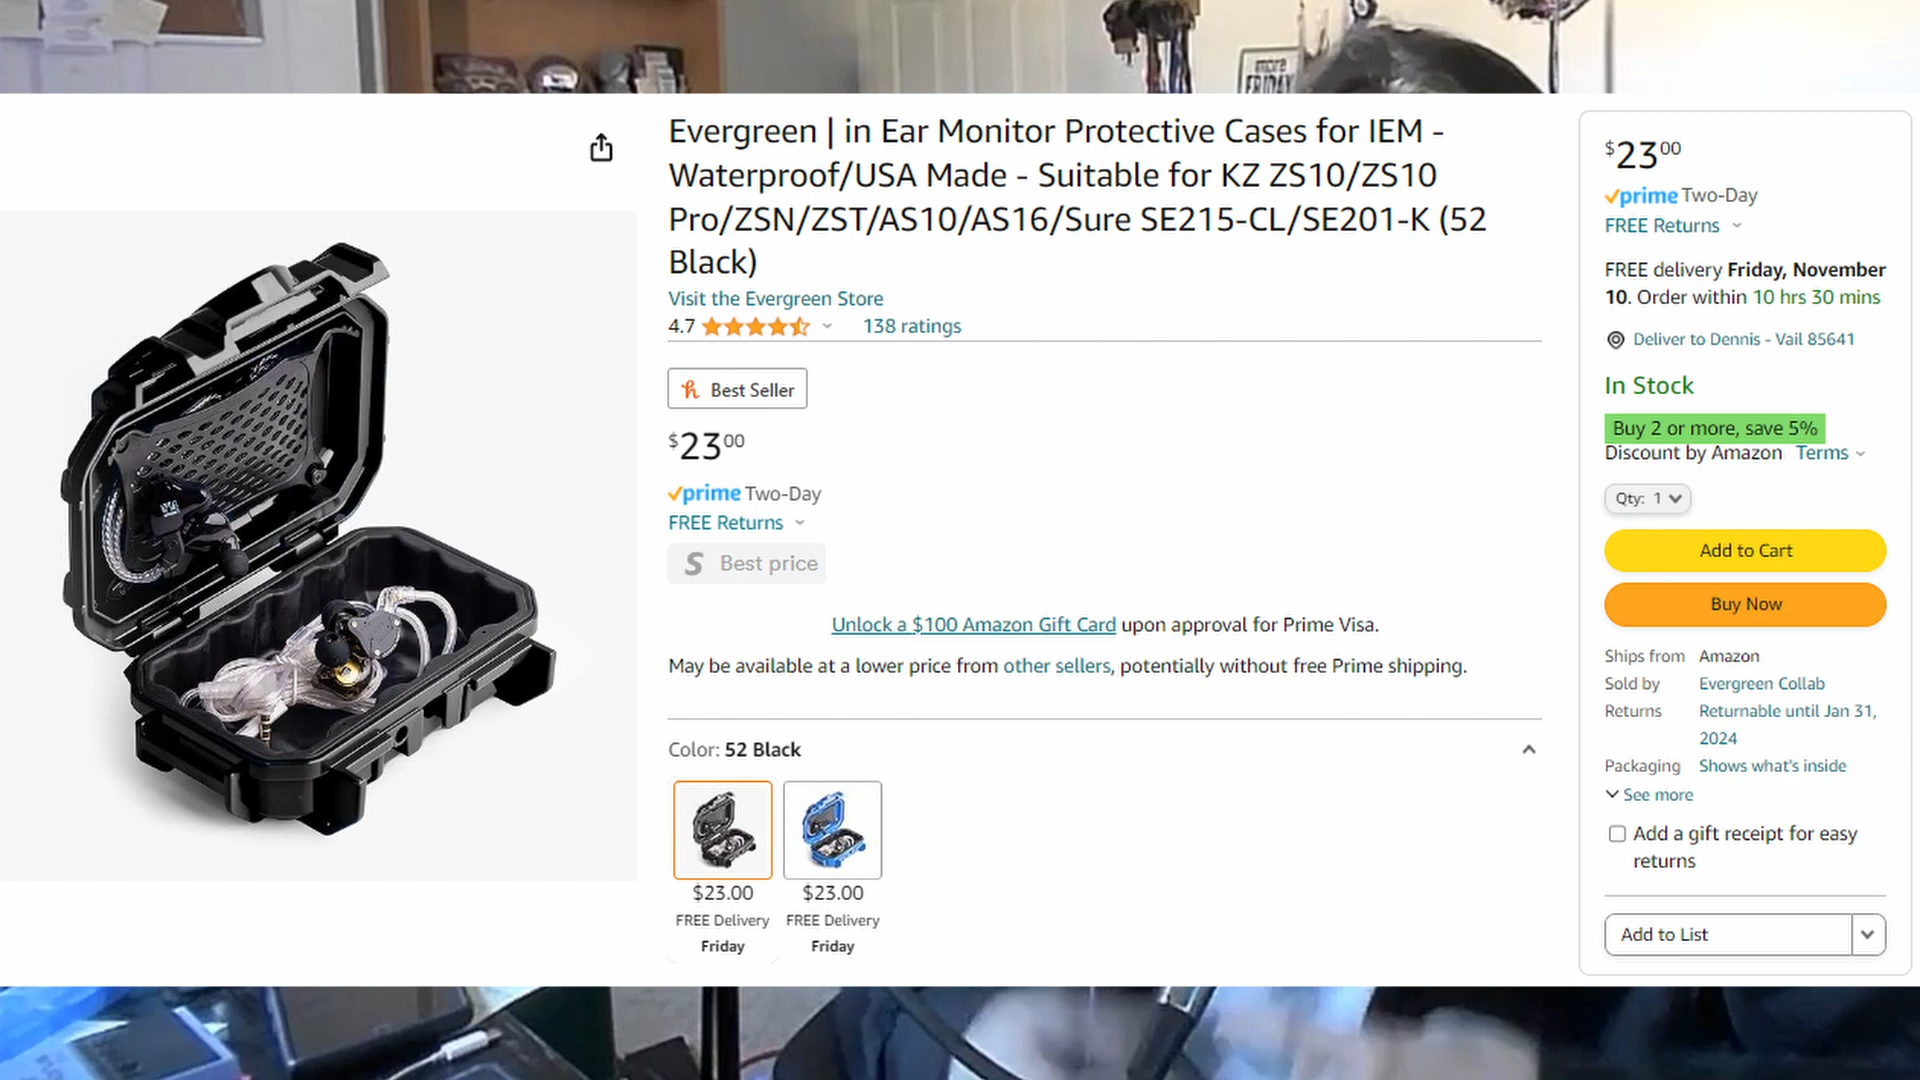 more
FRIDAY
Evergreen | in Ear Monitor Protective Cases for IEM -
Waterproof/USA Made - Suitable for KZ ZS10/ZS10
Pro/ZSN/ZST/AS10/AS16/Sure SE215-CL/SE201-K (52
Black)
Visit the Evergreen Store
4.7 138 ratings
Best Seller
$23.00
prime Two-Day
FREE Returns
S Best price
Unlock a $100 Amazon Gift Card upon approval for Prime Visa.
May be available at a lower price from other sellers, potentially without free Prime shipping.
Color: 52 Black
$23.00 $23.00
FREE Delivery FREE Delivery
Friday Friday
$23.00
prime Two-Day
FREE Returns
FREE delivery Friday, November
10. Order within 10 hrs 30 mins
Deliver to Dennis - Vail 85641
In Stock
Buy 2 or more, save 5%
Discount by Amazon Terms
Qty: 1
Add to Cart
Buy Now
Ships from Amazon
Sold by Evergreen Collab
Returns Returnable until Jan 31,
2024
Packaging Shows what's inside
See more
Add a gift receipt for easy
returns
Add to List